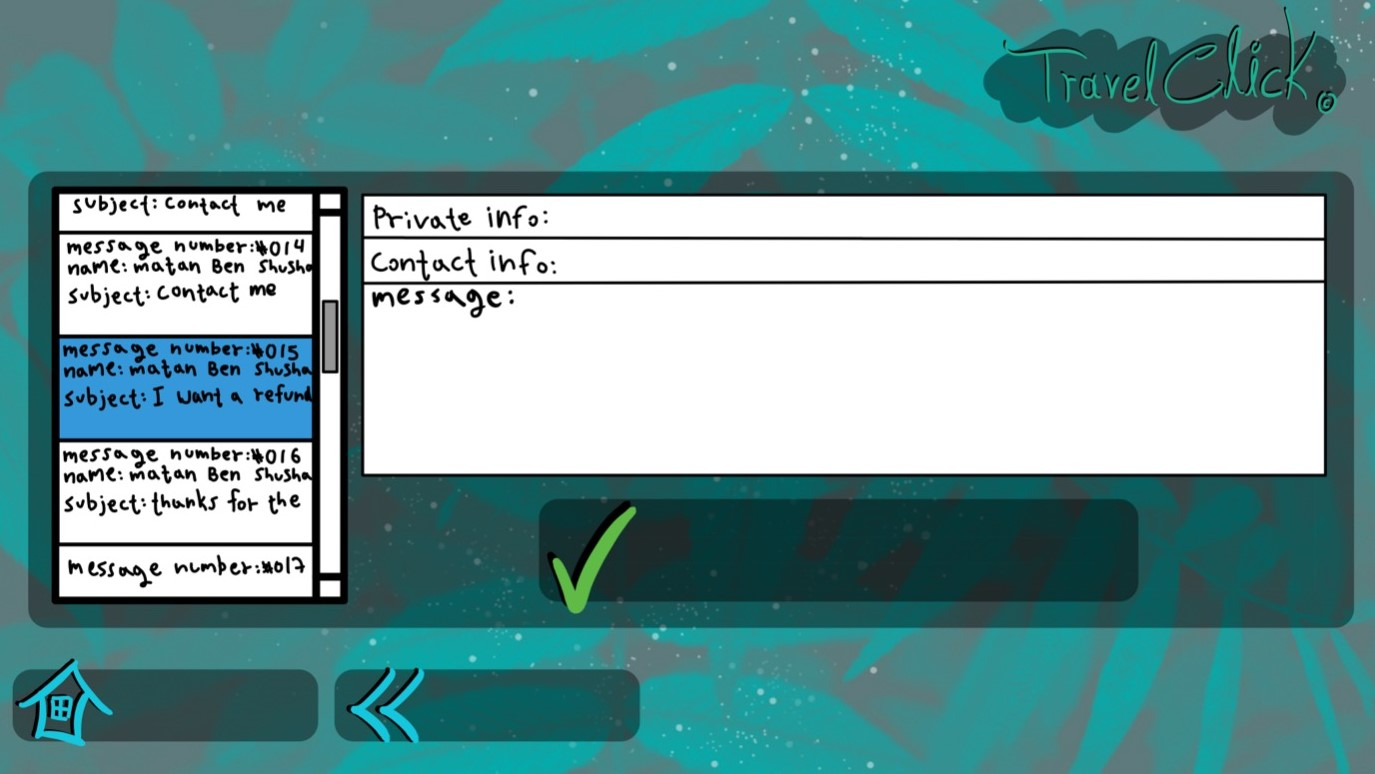 TravelClick©
subject: Contact me
message number:#014
name: matan Ben Shusha
subject: Contact me
message number:#015
name: matan Ben Shusha
subject: I want a refund
message number:#016
name: matan Ben Shusha
subject: thanks for the
message number:#017
Private info:
Contact info:
message: